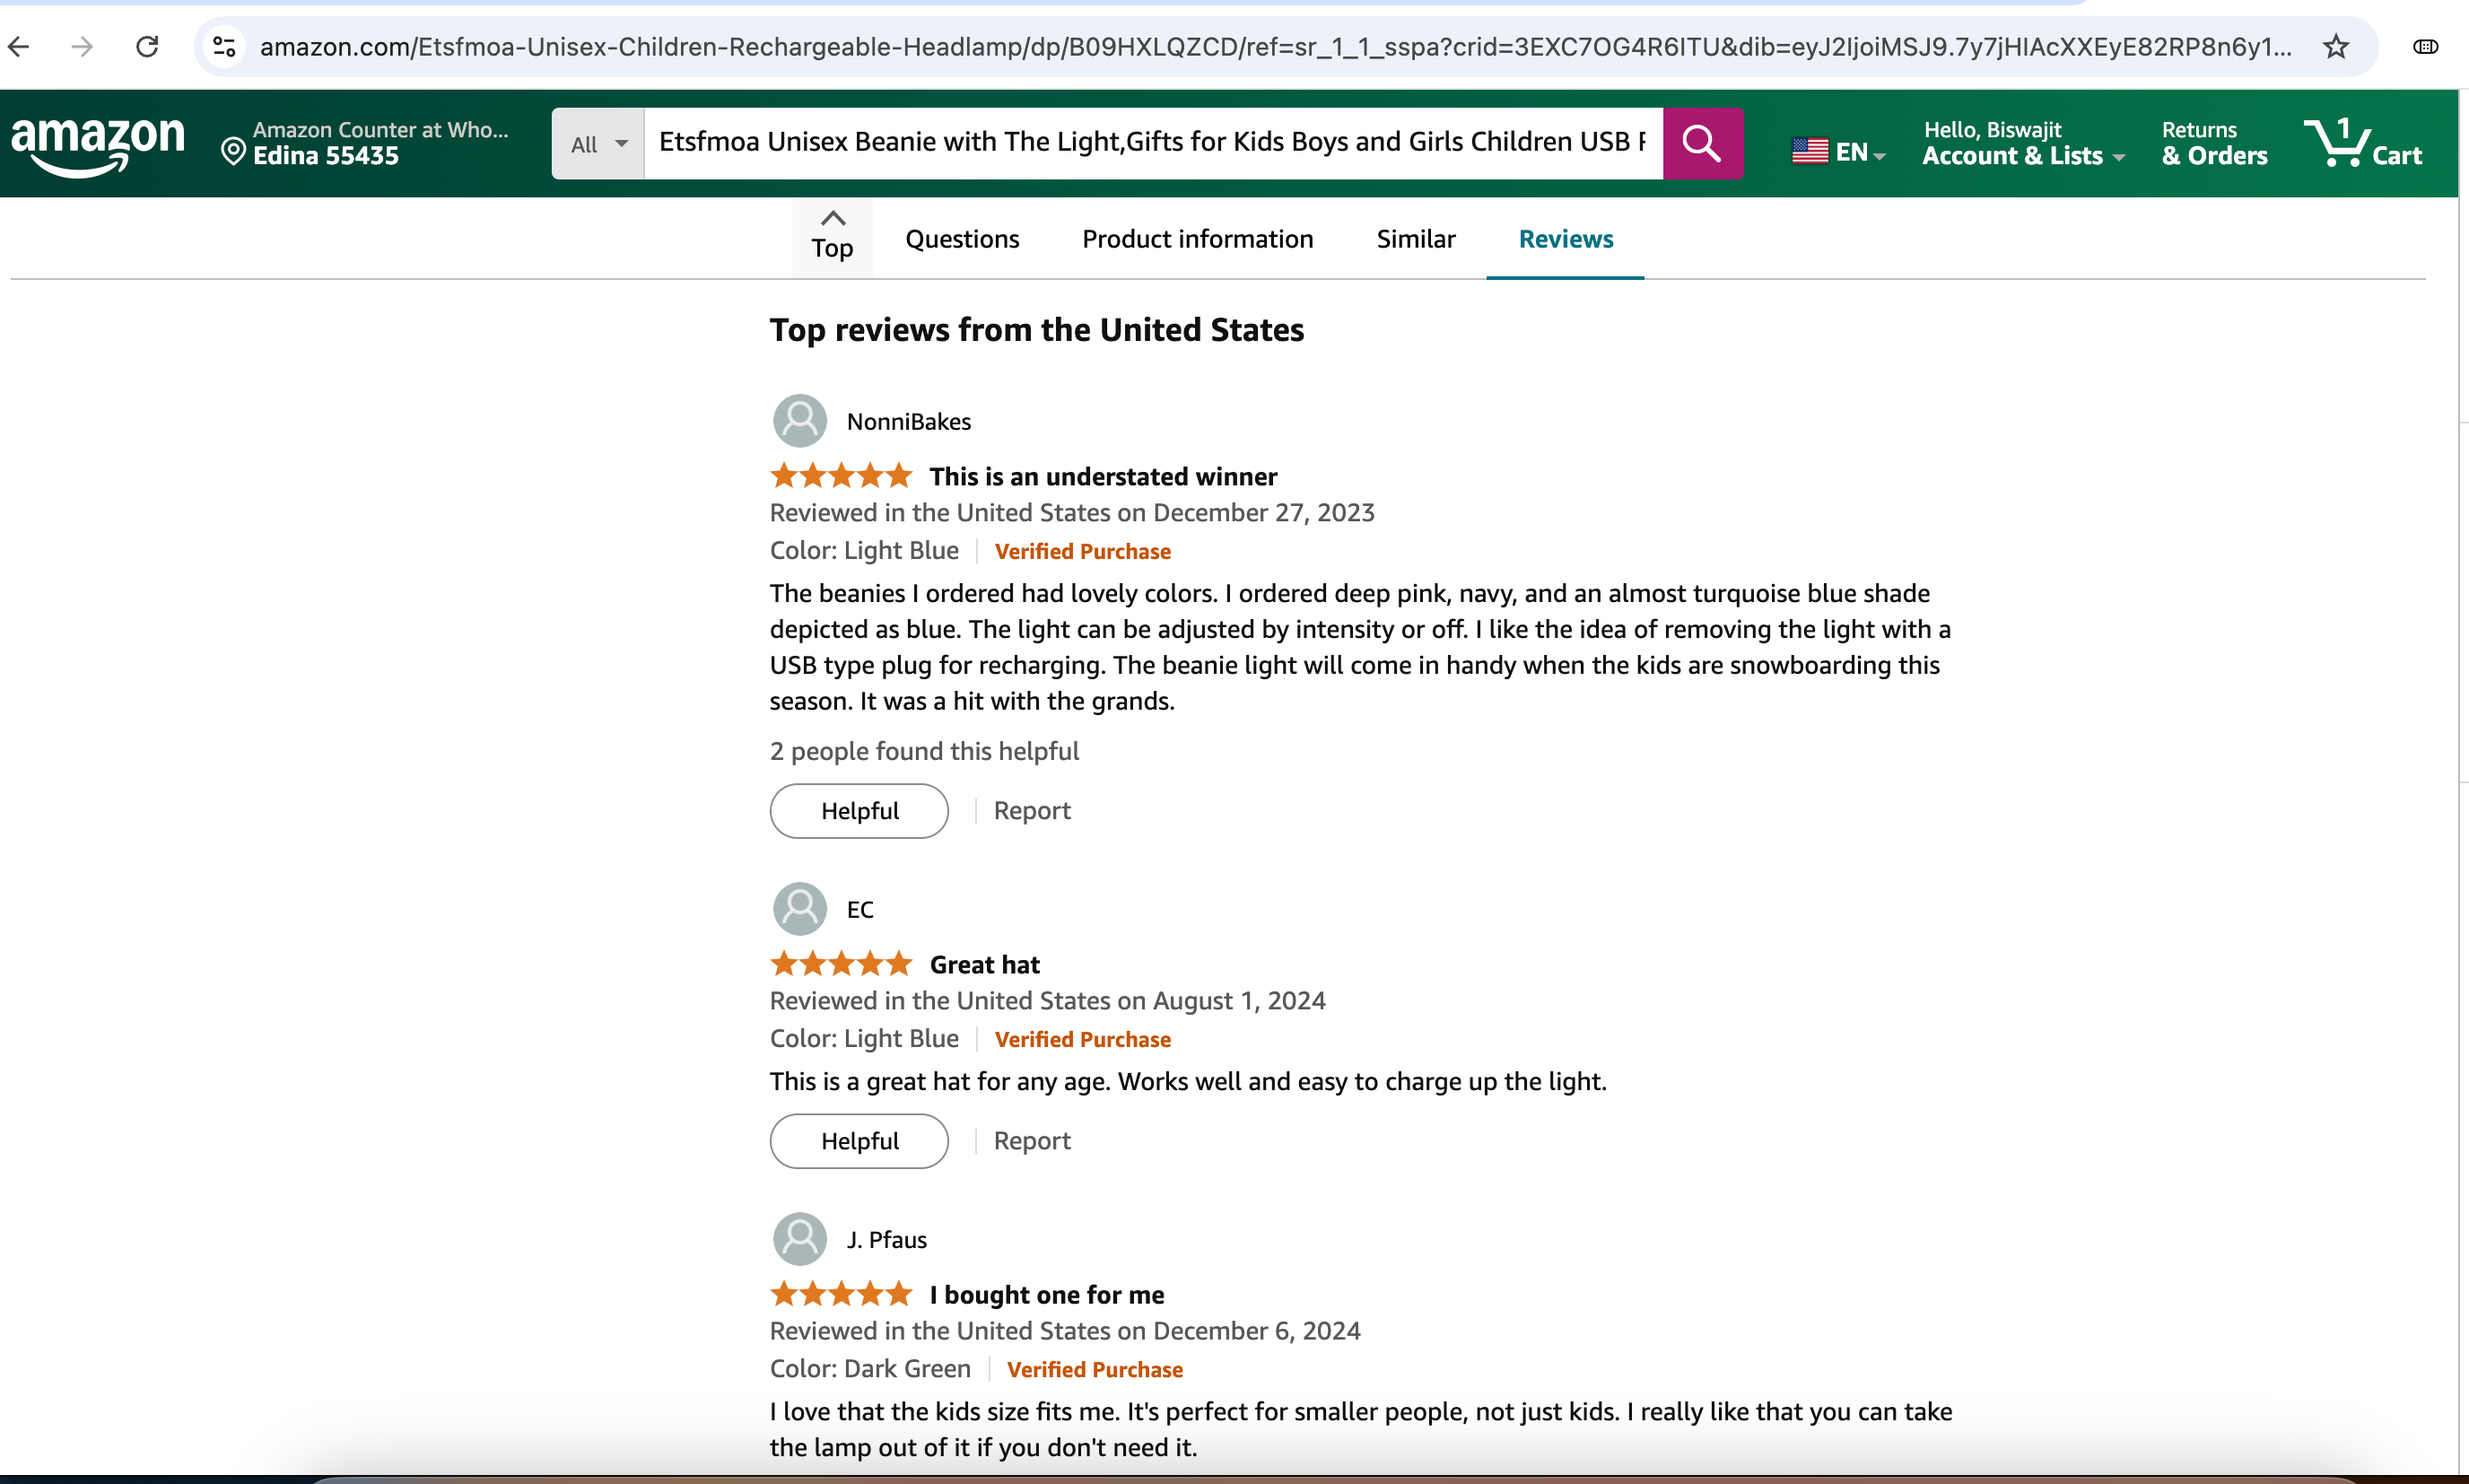 amazon.com/Etsfmoa-Unisex-Children-Rechargeable-Headlamp/dp/B09HXLQZCD/ref=sr_1_1_sspa?crid=3EXC7OG4R6ITU&dib=eyJ2IjoiMSJ9.7y7jHIAcXXEyE82RP8n6y1...
amazon
Amazon Counter at Who...
Edina 55435
All
Etsfmoa Unisex Beanie with The Light,Gifts for Kids Boys and Girls Children USB
EN
Hello, Biswajit
Account & Lists
Returns
& Orders
1
Cart
Top
Questions
Product information
Similar
Reviews
Top reviews from the United States
NonniBakes
This is an understated winner
Reviewed in the United States on December 27, 2023
Color: Light Blue
Verified Purchase
The beanies I ordered had lovely colors. I ordered deep pink, navy, and an almost turquoise blue shade
depicted as blue. The light can be adjusted by intensity or off. I like the idea of removing the light with a
USB type plug for recharging. The beanie light will come in handy when the kids are snowboarding this
season. It was a hit with the grands.
2 people found this helpful
Helpful
Report
EC
Great hat
Reviewed in the United States on August 1, 2024
Color: Light Blue
Verified Purchase
This is a great hat for any age. Works well and easy to charge up the light.
Helpful
Report
J. Pfaus
I bought one for me
Reviewed in the United States on December 6, 2024
Color: Dark Green
Verified Purchase
I love that the kids size fits me. It's perfect for smaller people, not just kids. I really like that you can take
the lamp out of it if you don't need it.